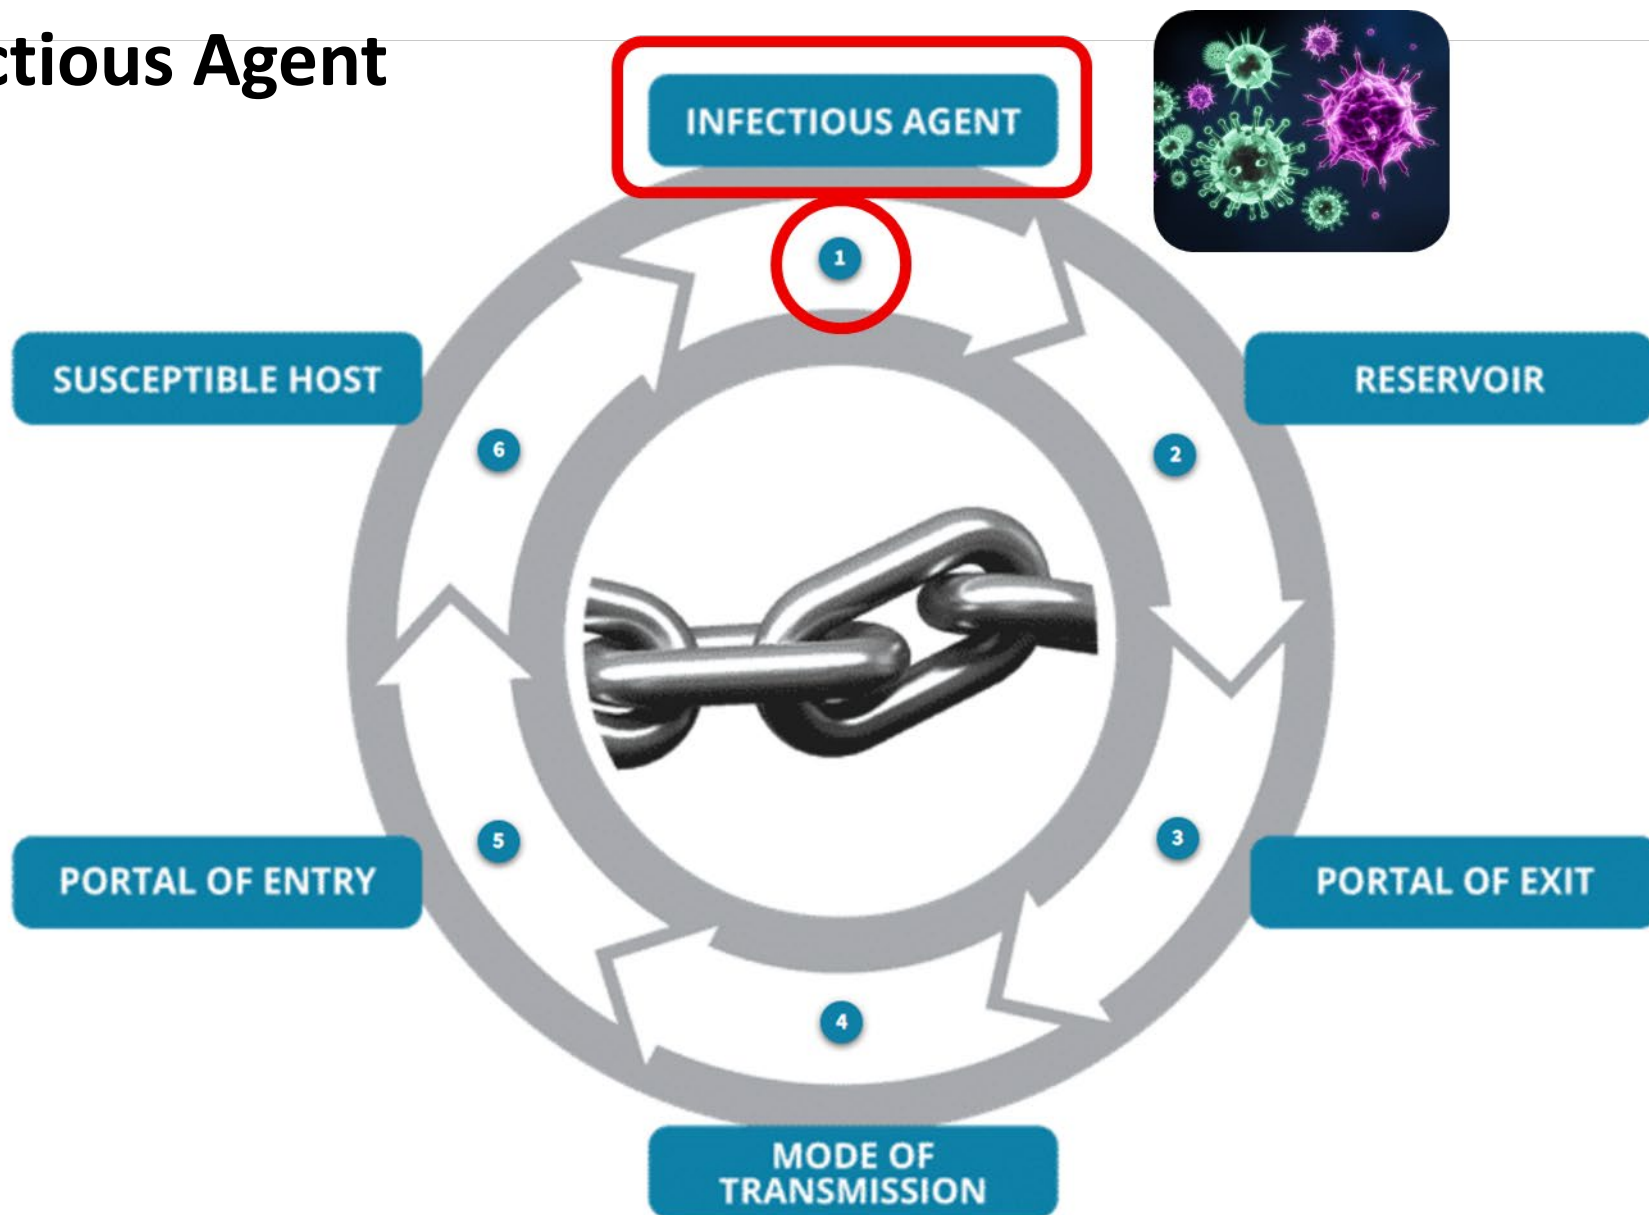 ctious Agent
INFECTIOUS AGENT
1
SUSCEPTIBLE HOST
RESERVOIR
6
2
PORTAL OF ENTRY
5
3
PORTAL OF EXIT
4
MODE OF
TRANSMISSION